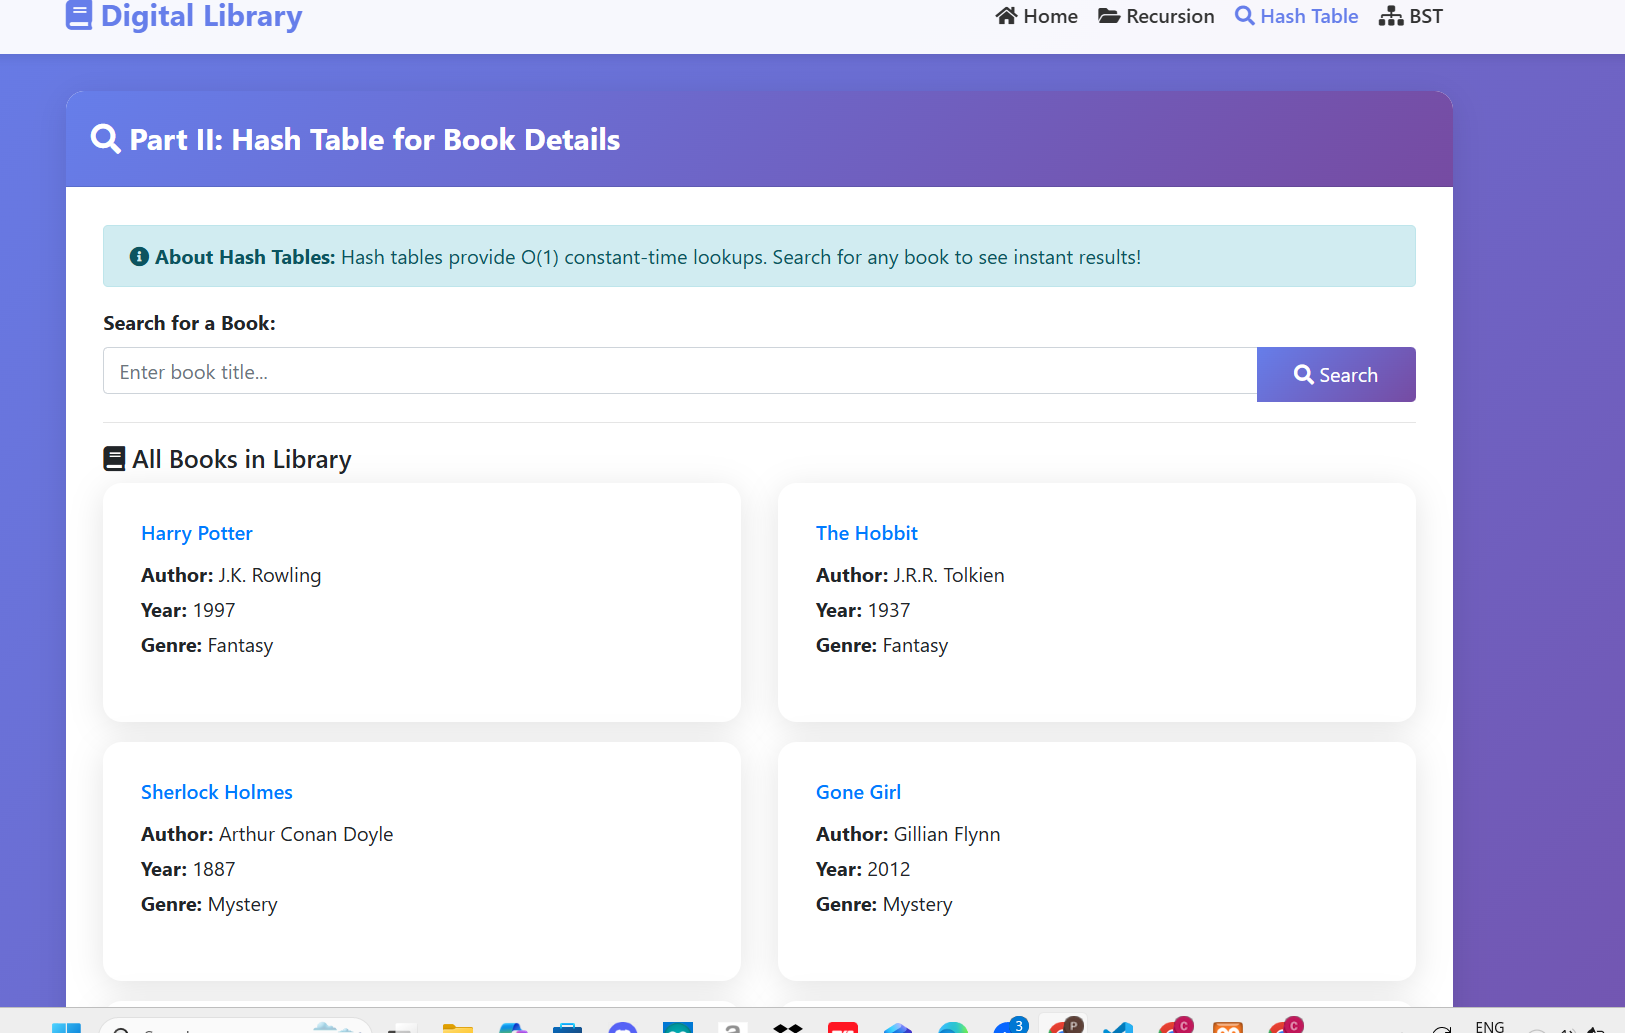 Digital Library
Home Recursion Hash Table BST
Part II: Hash Table for Book Details
About Hash Tables: Hash tables provide O(1) constant-time lookups. Search for any book to see instant results!
Search for a Book:
Enter book title...
Search
All Books in Library
Harry Potter
Author: J.K. Rowling
Year: 1997
Genre: Fantasy
The Hobbit
Author: J.R.R. Tolkien
Year: 1937
Genre: Fantasy
Sherlock Holmes
Author: Arthur Conan Doyle
Year: 1887
Genre: Mystery
Gone Girl
Author: Gillian Flynn
Year: 2012
Genre: Mystery
3 P C C
ENG